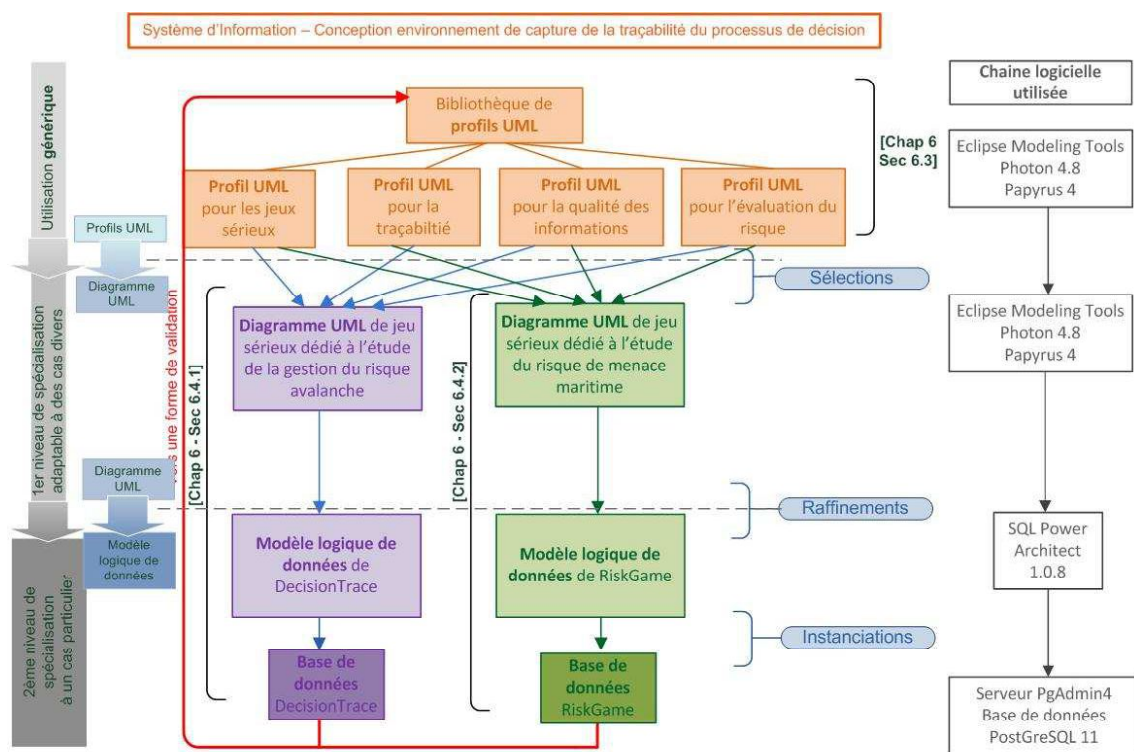 Système d'Information – Conception environnement de capture de la traçabilité du processus de décision
Chaine logicielle
utilisée
Utilisation générique
Bibliothèque de
profils UML
[Chap 6
Sec 6.3]
Eclipse Modeling Tools
Photon 4.8
Papyrus 4
Profil UML
pour les jeux
sérieux
Profil UML
pour la
traçabiltié
Profil UML
pour la qualité des
informations
Profil UML
pour l'évaluation du
risque
Profils UML
Diagramme
UML
Sélections
1er niveau de spécialisation
adaptable à des cas divers
vers une forme de validation
[Chap 6 - Sec 6.4.1]
Diagramme UML de jeu
sérieux dédié à l'étude
de la gestion du risque
avalanche
[Chap 6 - Sec 6.4.2]
Diagramme UML de jeu
sérieux dédié à l'étude
du risque de menace
maritime
Eclipse Modeling Tools
Photon 4.8
Papyrus 4
Diagramme
UML
Raffinements
Modèle
logique de
données
Modèle logique de
données de
DecisionTrace
Modèle logique de
données de RiskGame
SQL Power
Architect
1.0.8
2ème niveau de
spécialisation
à un cas particulier
Instanciations
Base de
données
DecisionTrace
Base de
données
RiskGame
Serveur PgAdmin4
Base de données
PostGreSQL 11